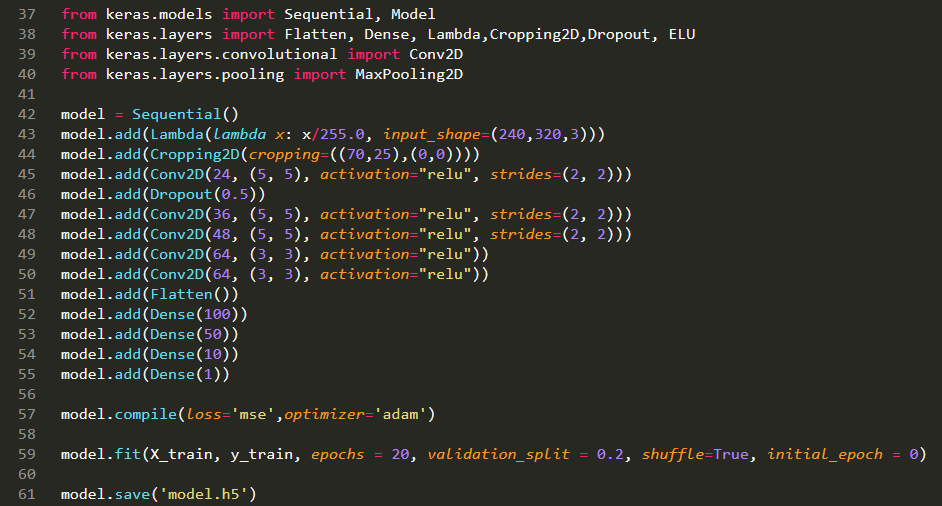 37 from keras.models import Sequential, Model
38 from keras.layers import Flatten, Dense, Lambda,Cropping2D,Dropout, ELU
39 from keras.layers.convolutional import Conv2D
40 from keras.layers.pooling import MaxPooling2D
41
42 model = Sequential()
43 model.add(Lambda(lambda x: x/255.0, input_shape=(240,320,3)))
44 model.add(Cropping2D(cropping=((70,25),(0,0))))
45 model.add(Conv2D(24, (5, 5), activation="relu", strides=(2, 2)))
46 model.add(Dropout(0.5))
47 model.add(Conv2D(36, (5, 5), activation="relu", strides=(2, 2)))
48 model.add(Conv2D(48, (5, 5), activation="relu", strides=(2, 2)))
49 model.add(Conv2D(64, (3, 3), activation="relu"))
50 model.add(Conv2D(64, (3, 3), activation="relu"))
51 model.add(Flatten())
52 model.add(Dense(100))
53 model.add(Dense(50))
54 model.add(Dense(10))
55 model.add(Dense(1))
56
57 model.compile(loss='mse',optimizer='adam')
58
59 model.fit(X_train, y_train, epochs = 20, validation_split = 0.2, shuffle=True, initial_epoch = 0)
60
61 model.save('model.h5')